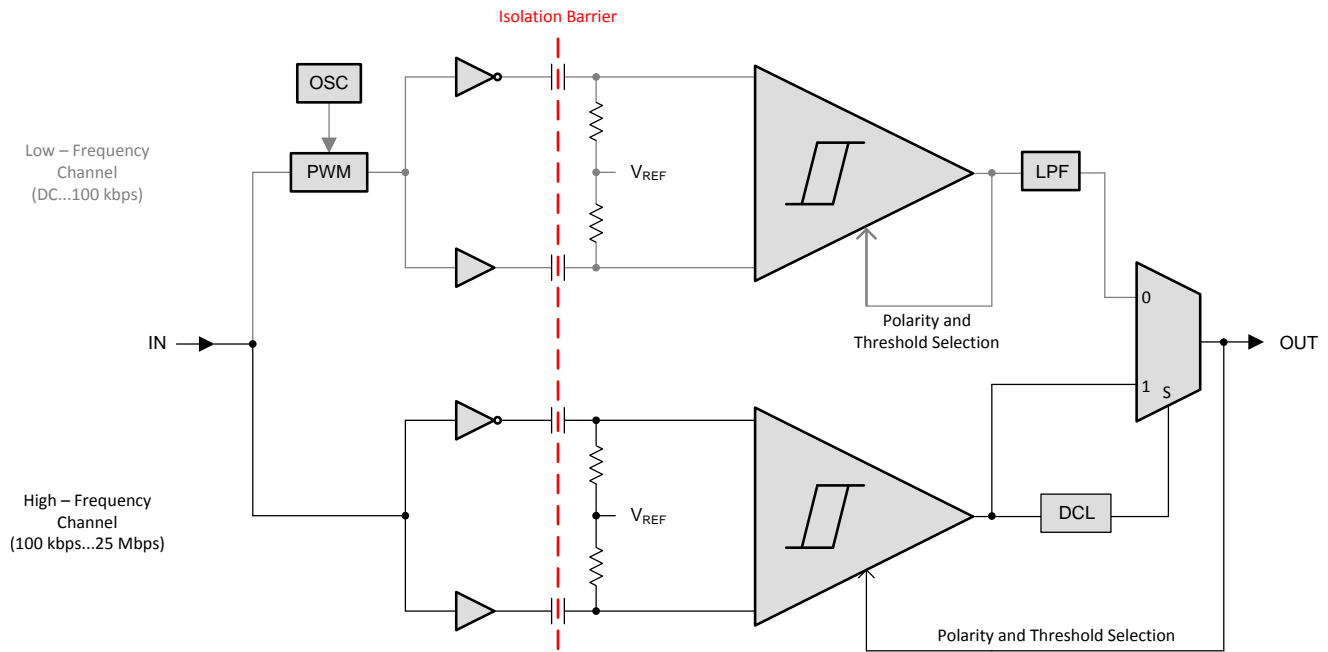 Isolation Barrier
OSC
Low – Frequency
Channel
(DC...100 kbps)
PWM
VREF
LPF
Polarity and
Threshold Selection
0
IN
OUT
1
S
High – Frequency
Channel
(100 kbps...25 Mbps)
VREF
DCL
Polarity and Threshold Selection